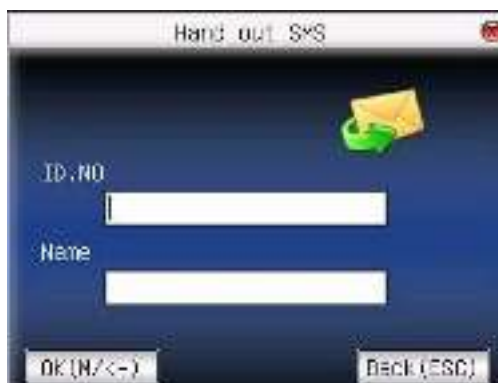 Hand out SMS
ID.NO
Name
OK(M/<-)
Back(ESC)